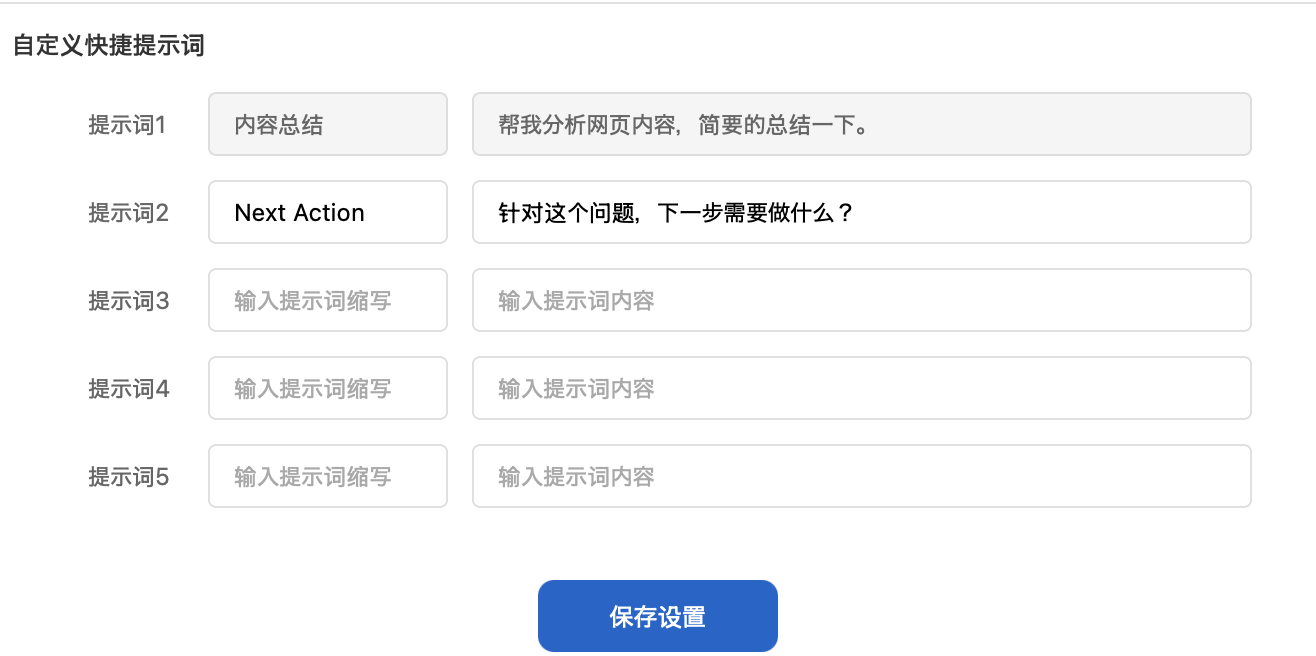 自定义快捷提示词
提示词1 内容总结 帮我分析网页内容，简要的总结一下。
提示词2 Next Action 针对这个问题，下一步需要做什么？
提示词3 输入提示词缩写 输入提示词内容
提示词4 输入提示词缩写 输入提示词内容
提示词5 输入提示词缩写 输入提示词内容
保存设置